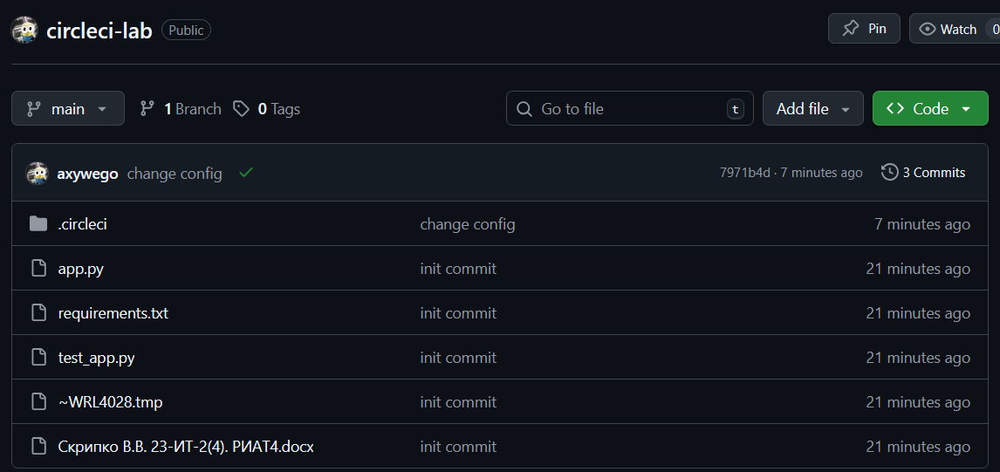 circleci-lab Public Pin Watch 0
main 1 Branch 0 Tags Go to file t Add file Code
axywego change config 7971b4d · 7 minutes ago 3 Commits
.circleci change config 7 minutes ago
app.py init commit 21 minutes ago
requirements.txt init commit 21 minutes ago
test_app.py init commit 21 minutes ago
~WRL4028.tmp init commit 21 minutes ago
Скрипко В.В. 23-ИТ-2(4). РИАТ4.docx init commit 21 minutes ago